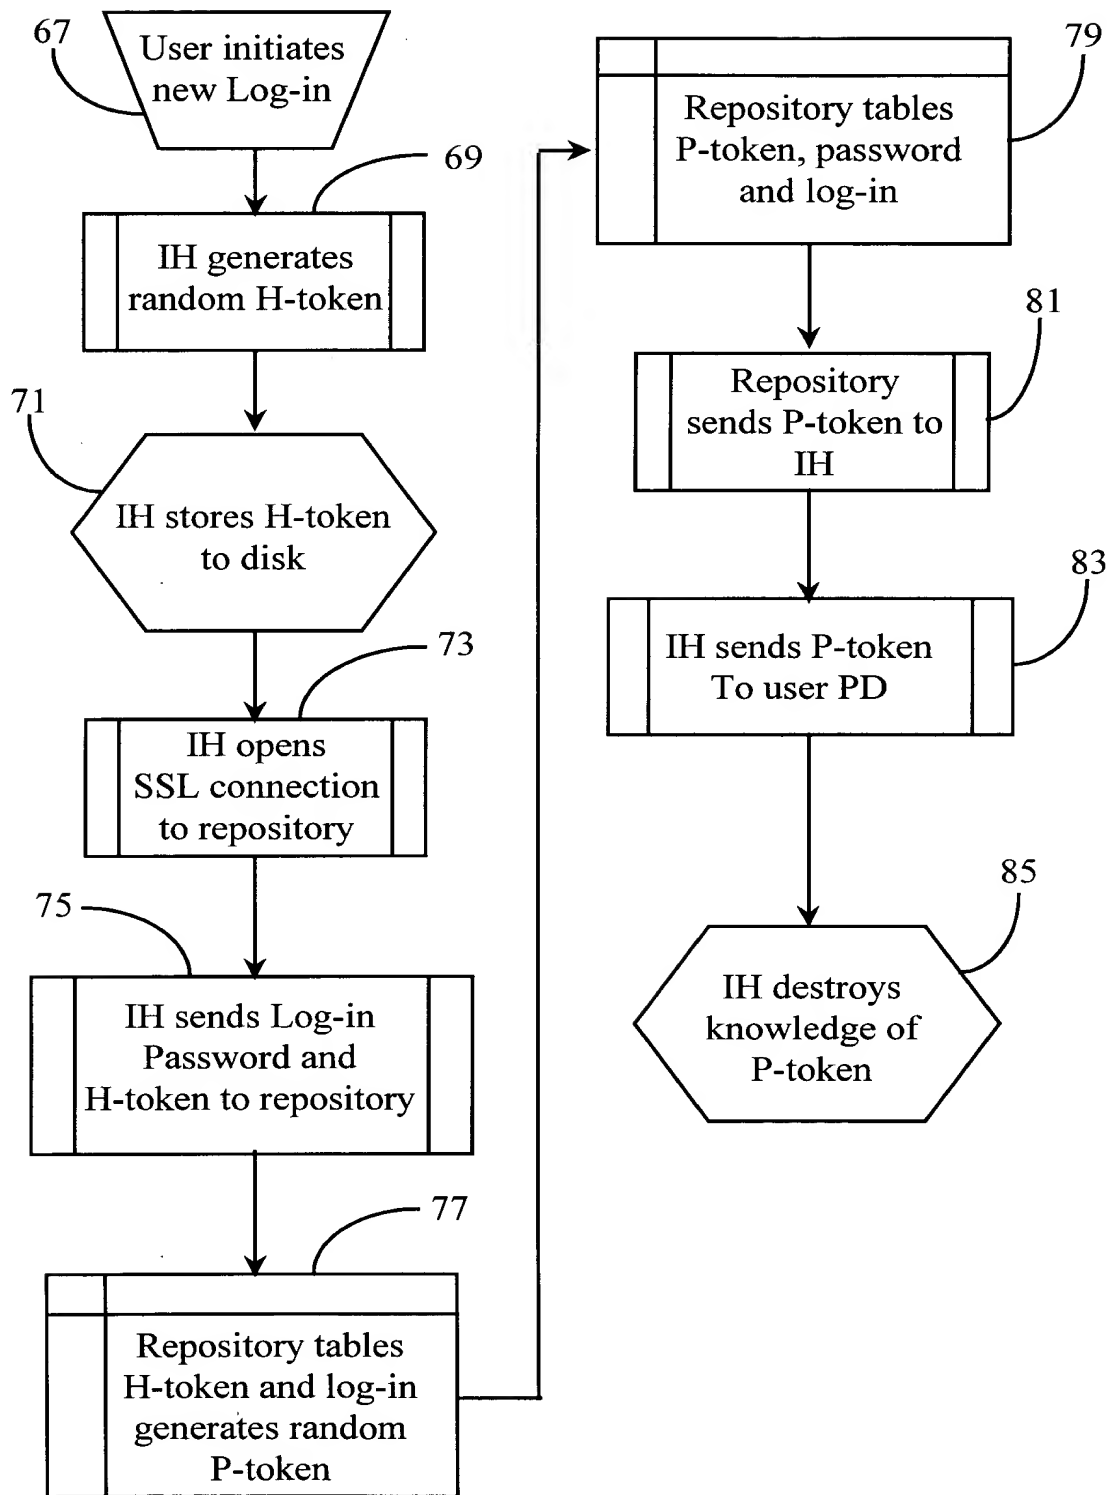 67
User initiates
new Log-in
69
IH generates
random H-token
71
IH stores H-token
to disk
73
IH opens
SSL connection
to repository
75
IH sends Log-in
Password and
H-token to repository
77
Repository tables
H-token and log-in
generates random
P-token
79
Repository tables
P-token, password
and log-in
81
Repository
sends P-token to
IH
83
IH sends P-token
To user PD
85
IH destroys
knowledge of
P-token